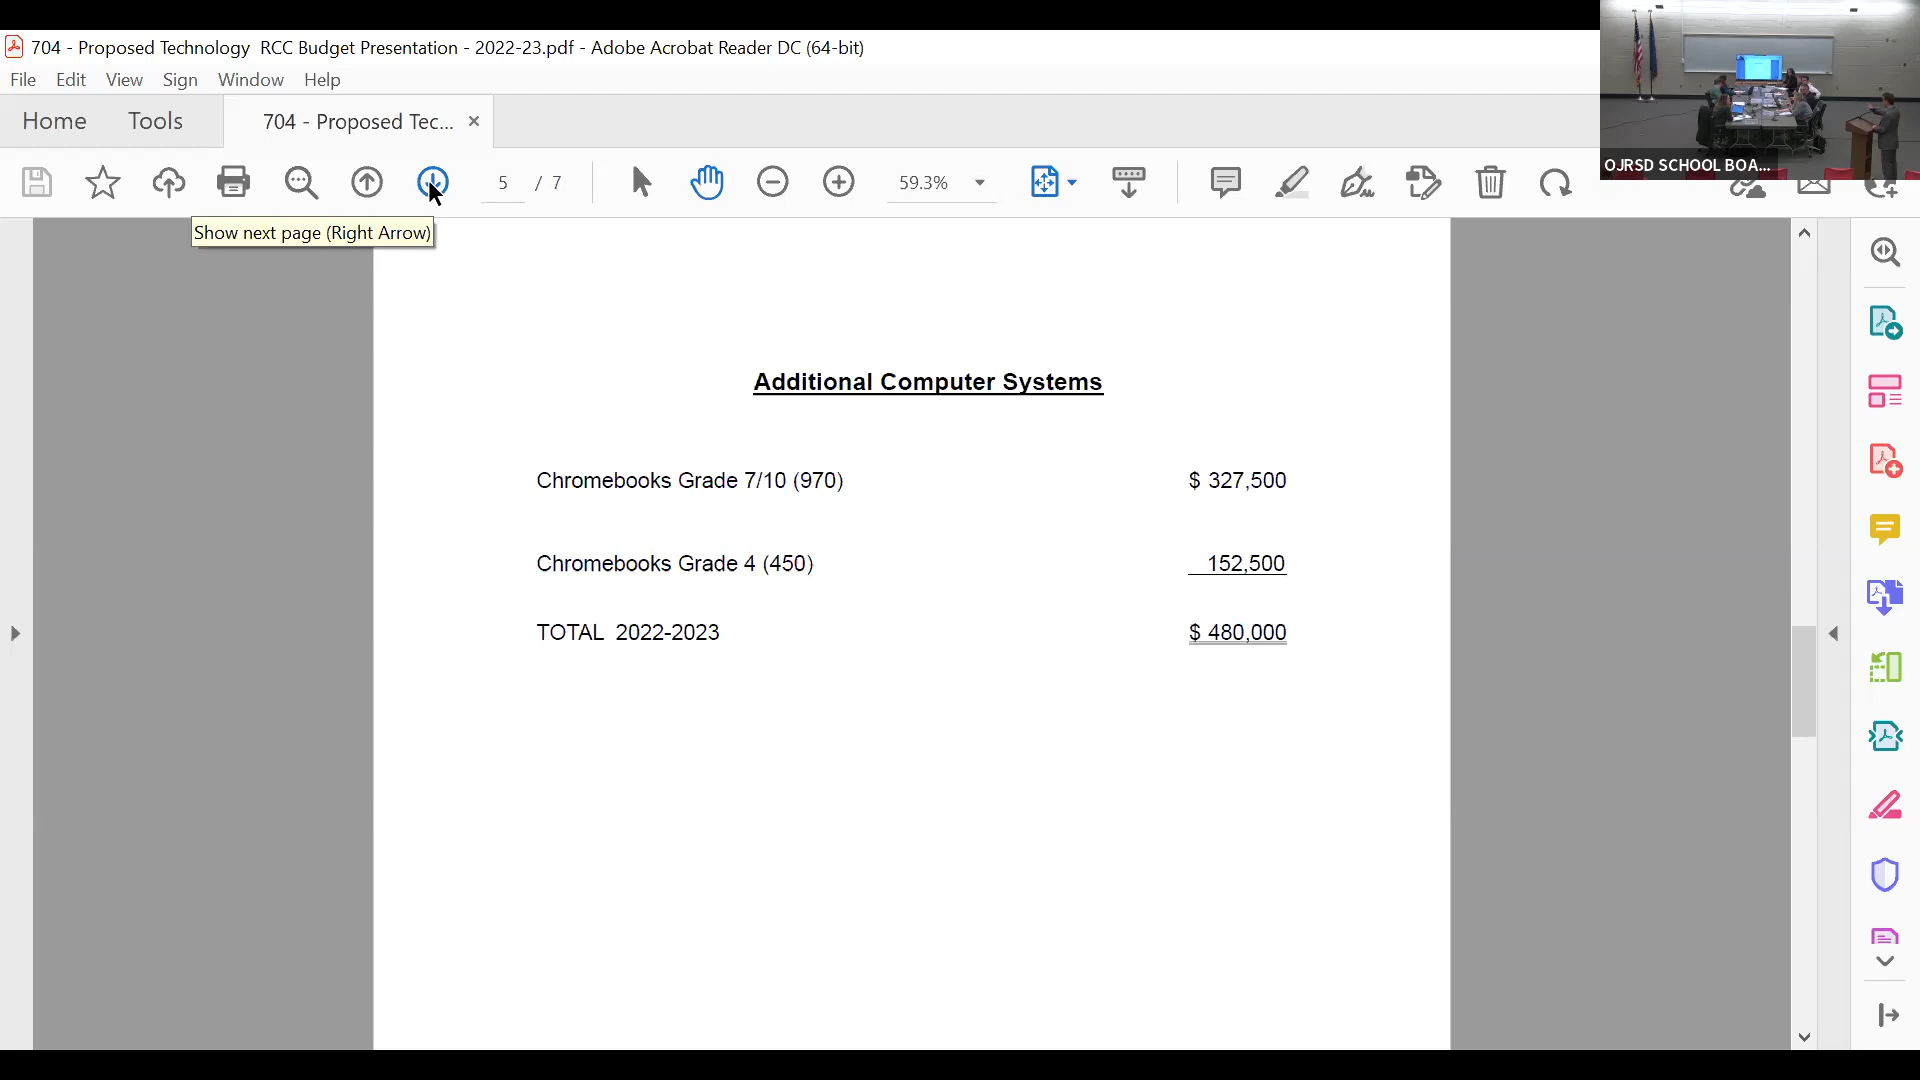 704 - Proposed Technology  RCC Budget Presentation - 2022-23.pdf - Adobe Acrobat Reader DC (64-bit)
File Edit View Sign Window Help
Home Tools 704 - Proposed Tec... ×
5 / 7 59.3%
OJRSD SCHOOL BOA...
Show next page (Right Arrow)
Additional Computer Systems
Chromebooks Grade 7/10 (970) $ 327,500
Chromebooks Grade 4 (450) 152,500
TOTAL  2022-2023 $ 480,000